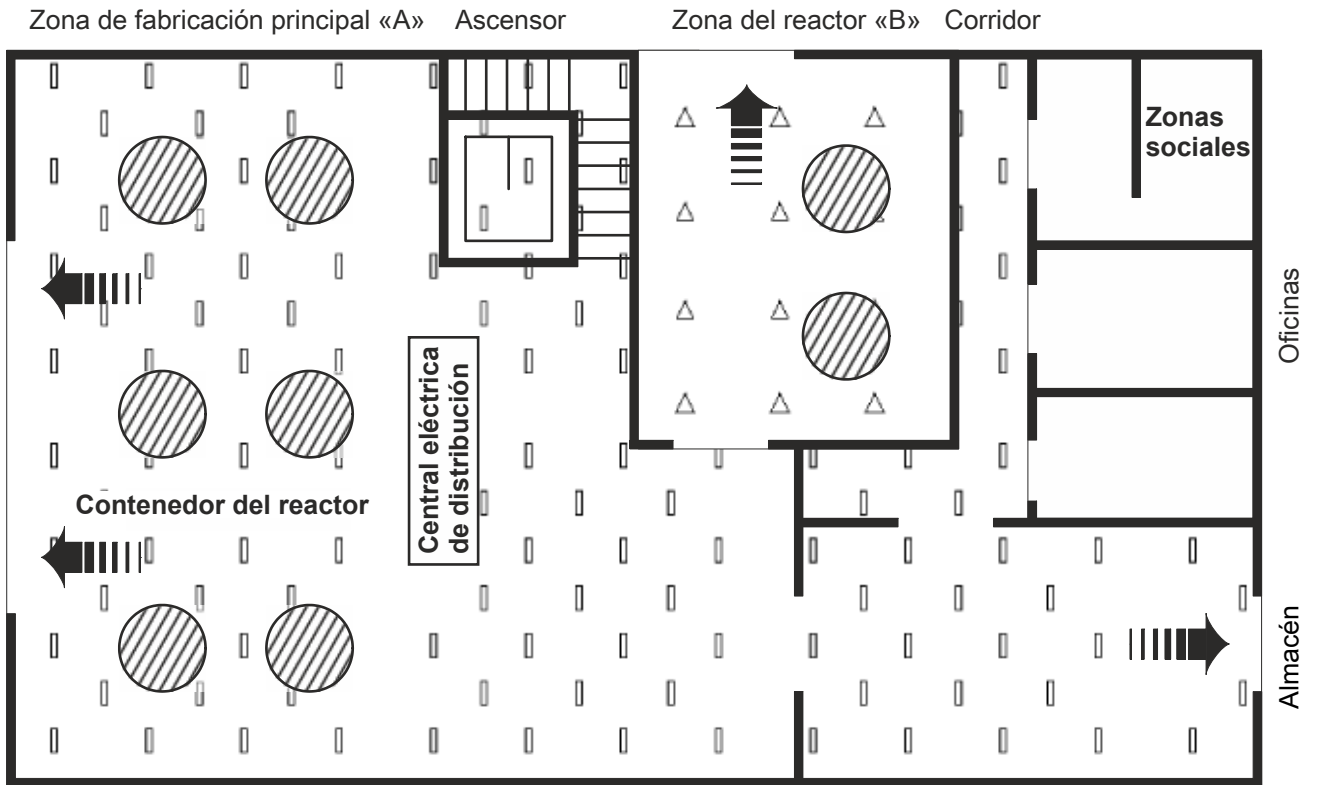 Zona de fabricación principal «A»
Ascensor
Zona del reactor «B»
Corridor
Zonas
sociales
Oficinas
Central eléctrica
de distribución
Contenedor del reactor
Almacén